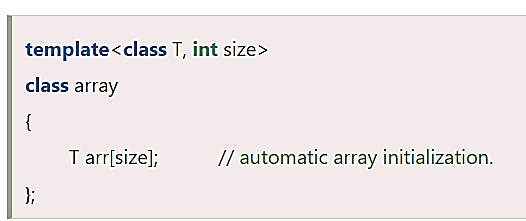 template<class T, int size>
class array
{
T arr[size]; // automatic array initialization.
};